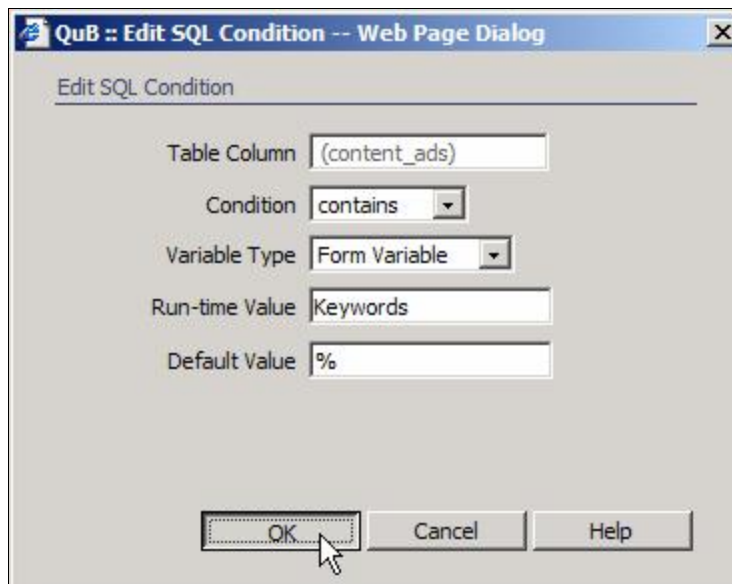 QuB :: Edit SQL Condition -- Web Page Dialog
Edit SQL Condition
Table Column (content_ads)
Condition contains
Variable Type Form Variable
Run-time Value Keywords
Default Value %
OK Cancel Help